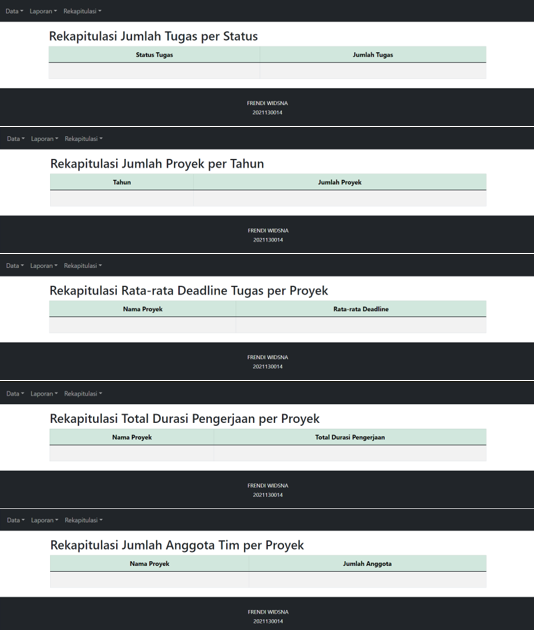 Data Laporan Rekapitulasi
Rekapitulasi Jumlah Tugas per Status
Status Tugas Jumlah Tugas
FRENDI WIDSNA
2021130014
Data Laporan Rekapitulasi
Rekapitulasi Jumlah Proyek per Tahun
Tahun Jumlah Proyek
FRENDI WIDSNA
2021130014
Data Laporan Rekapitulasi
Rekapitulasi Rata-rata Deadline Tugas per Proyek
Nama Proyek Rata-rata Deadline
FRENDI WIDSNA
2021130014
Data Laporan Rekapitulasi
Rekapitulasi Total Durasi Pengerjaan per Proyek
Nama Proyek Total Durasi Pengerjaan
FRENDI WIDSNA
2021130014
Data Laporan Rekapitulasi
Rekapitulasi Jumlah Anggota Tim per Proyek
Nama Proyek Jumlah Anggota
FRENDI WIDSNA
2021130014